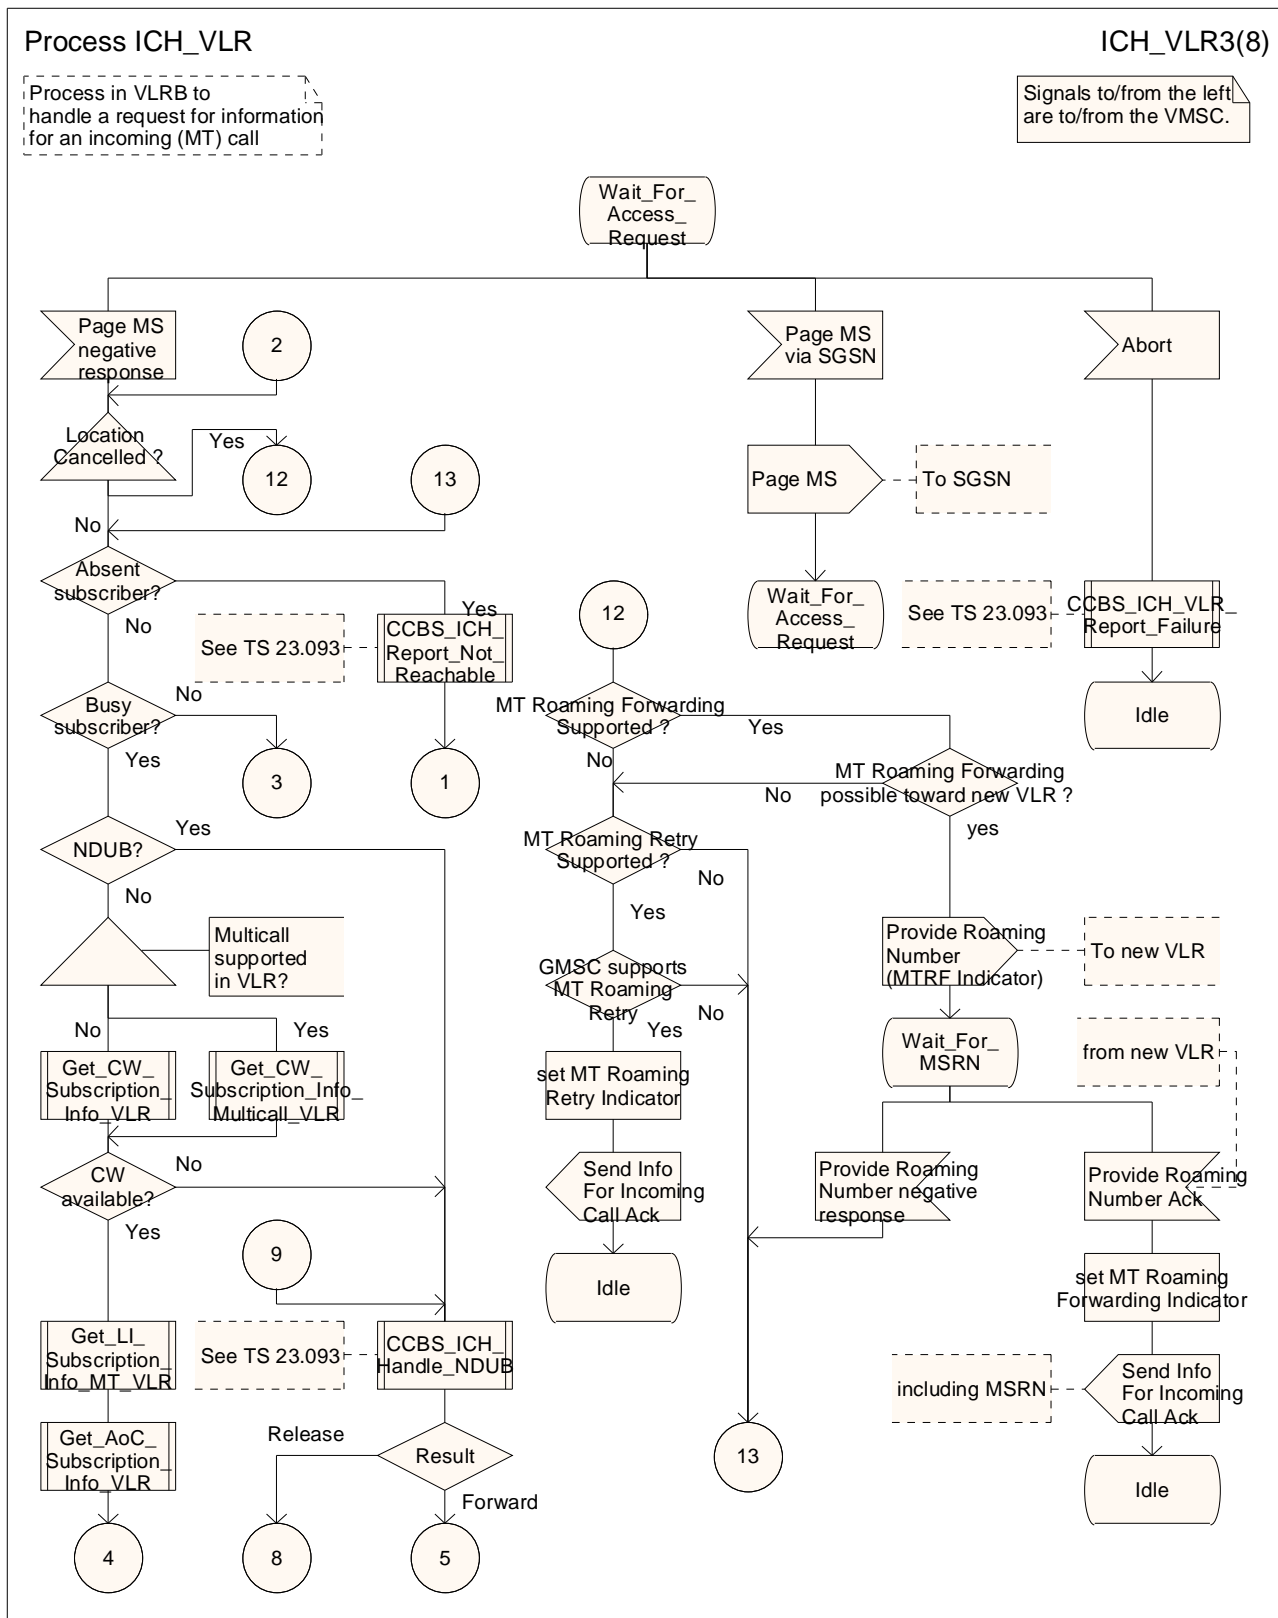 Process ICH_VLR
ICH_VLR3(8)
Process in VLRB to
handle a request for information
for an incoming (MT) call
Signals to/from the left
are to/from the VMSC.
Wait_For_
Access_
Request
Page MS
negative
response
2
Page MS
via SGSN
Abort
Location
Cancelled ?
Yes
12
13
Page MS
To SGSN
No
Absent
subscriber?
Yes
No
See TS 23.093
CCBS_ICH_
Report_Not_
Reachable
12
Wait_For_
Access_
Request
See TS 23.093
CCBS_ICH_VLR_
Report_Failure
Busy
subscriber?
No
Yes
3
1
MT Roaming Forwarding
Supported ?
Yes
No
Idle
MT Roaming Forwarding
possible toward new VLR ?
No
yes
NDUB?
Yes
No
MT Roaming Retry
Supported ?
No
Yes
Multicall
supported
in VLR?
GMSC supports
MT Roaming
Retry
No
Yes
Provide Roaming
Number
(MTRF Indicator)
To new VLR
No
Yes
Get_CW_
Subscription_
Info_VLR
Get_CW_
Subscription_Info_
Multicall_VLR
set MT Roaming
Retry Indicator
Wait_For_
MSRN
from new VLR
CW
available?
No
Yes
Send Info
For Incoming
Call Ack
Provide Roaming
Number negative
response
Provide Roaming
Number Ack
9
Idle
set MT Roaming
Forwarding Indicator
Get_LI_
Subscription_
Info_MT_VLR
See TS 23.093
CCBS_ICH_
Handle_NDUB
including MSRN
Send Info
For Incoming
Call Ack
Get_AoC_
Subscription_
Info_VLR
Release
Result
Forward
13
Idle
4
8
5